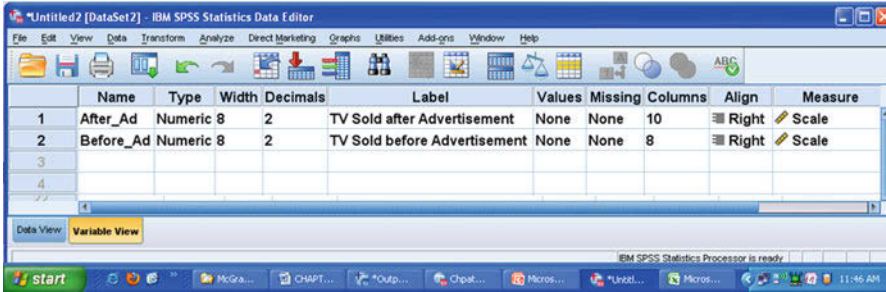 *Untitled2 [DataSet2] - IBM SPSS Statistics Data Editor
File Edit View Data Transform Analyze Direct Marketing Graphs Utilities Add-ons Window Help
Name Type Width Decimals Label Values Missing Columns Align Measure
1 After_Ad Numeric 8 2 TV Sold after Advertisement None None 10 Right Scale
2 Before_Ad Numeric 8 2 TV Sold before Advertisement None None 8 Right Scale
3
4
Data View Variable View
IBM SPSS Statistics Processor is ready
start McGra... CHAPT... *Outp... Chpat... Micros... *Untitl... Micros... 11:46 AM